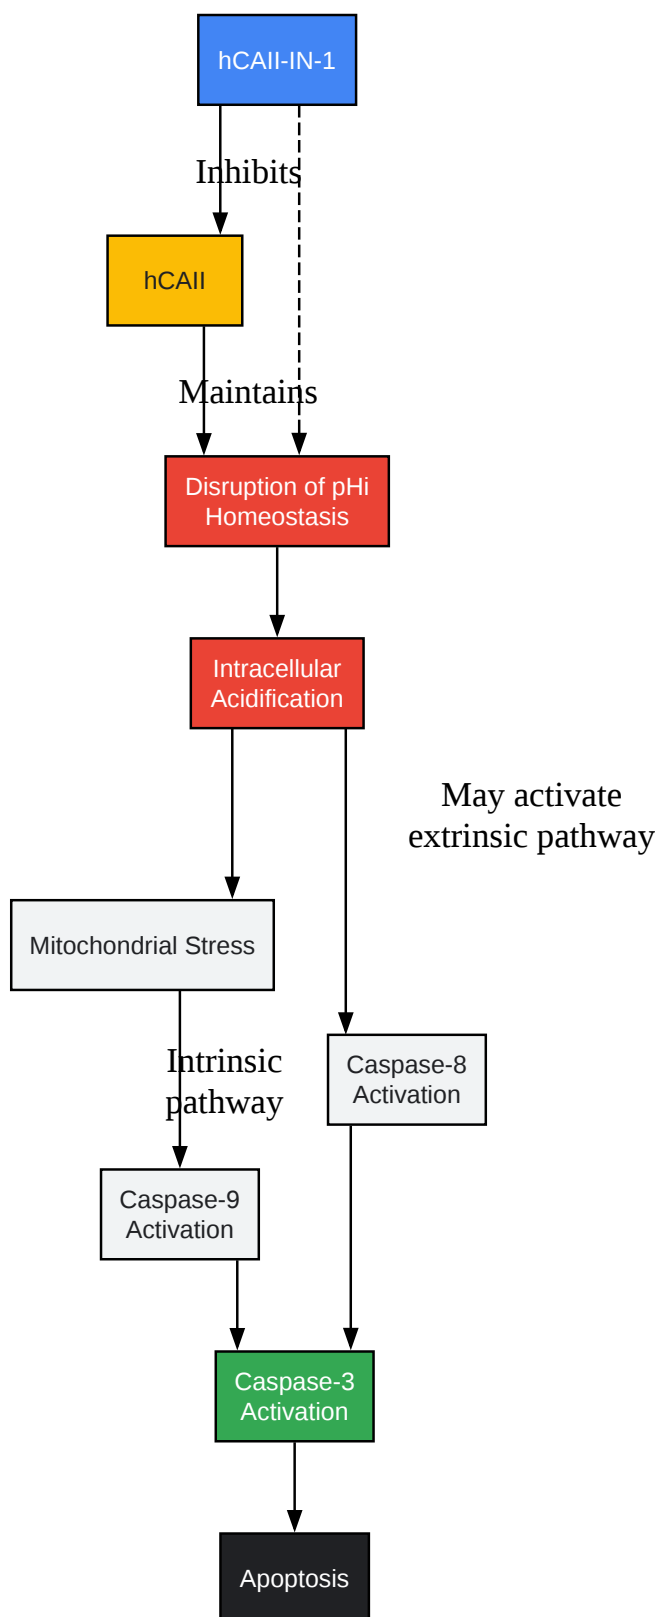 hCAII-IN-1
Inhibits
hCAII
Maintains
Disruption of pHi
Homeostasis
Intracellular
Acidification
May activate
extrinsic pathway
Mitochondrial Stress
Intrinsic
pathway
Caspase-8
Activation
Caspase-9
Activation
Caspase-3
Activation
Apoptosis